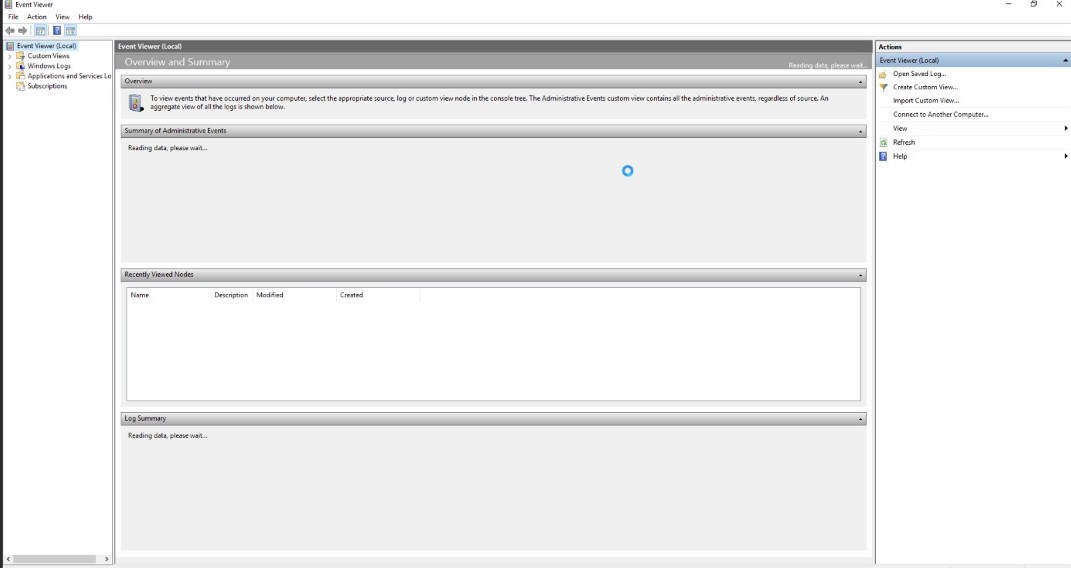 Event Viewer
File Action View Help
Event Viewer (Local)
Custom Views
Windows Logs
Applications and Services Lo
Subscriptions
Event Viewer (Local)
Overview and Summary
Reading data, please wait...
Overview
To view events that have occurred on your computer, select the appropriate source, log or custom view node in the console tree. The Administrative Events custom view contains all the administrative events, regardless of source. An
aggregate view of all the logs is shown below.
Summary of Administrative Events
Reading data, please wait...
Recently Viewed Nodes
Name Description Modified Created
Log Summary
Reading data, please wait...
Actions
Event Viewer (Local)
Open Saved Log...
Create Custom View...
Import Custom View...
Connect to Another Computer...
View
Refresh
Help